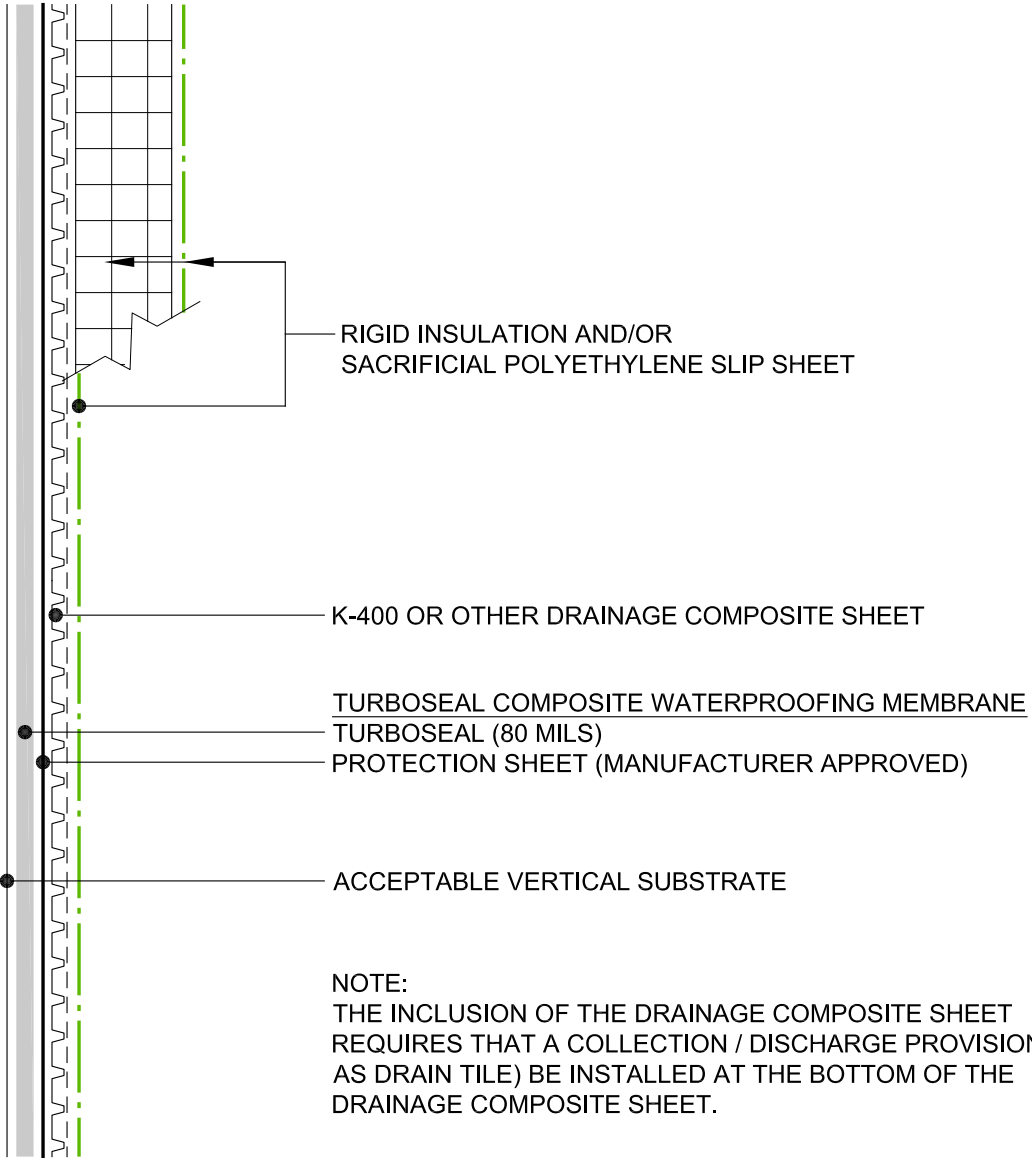 RIGID INSULATION AND/OR
SACRIFICIAL POLYETHYLENE SLIP SHEET
K-400 OR OTHER DRAINAGE COMPOSITE SHEET
TURBOSEAL COMPOSITE WATERPROOFING MEMBRANE
TURBOSEAL (80 MILS)
PROTECTION SHEET (MANUFACTURER APPROVED)
ACCEPTABLE VERTICAL SUBSTRATE
NOTE:
THE INCLUSION OF THE DRAINAGE COMPOSITE SHEET
REQUIRES THAT A COLLECTION / DISCHARGE PROVISION
AS DRAIN TILE) BE INSTALLED AT THE BOTTOM OF THE
DRAINAGE COMPOSITE SHEET.